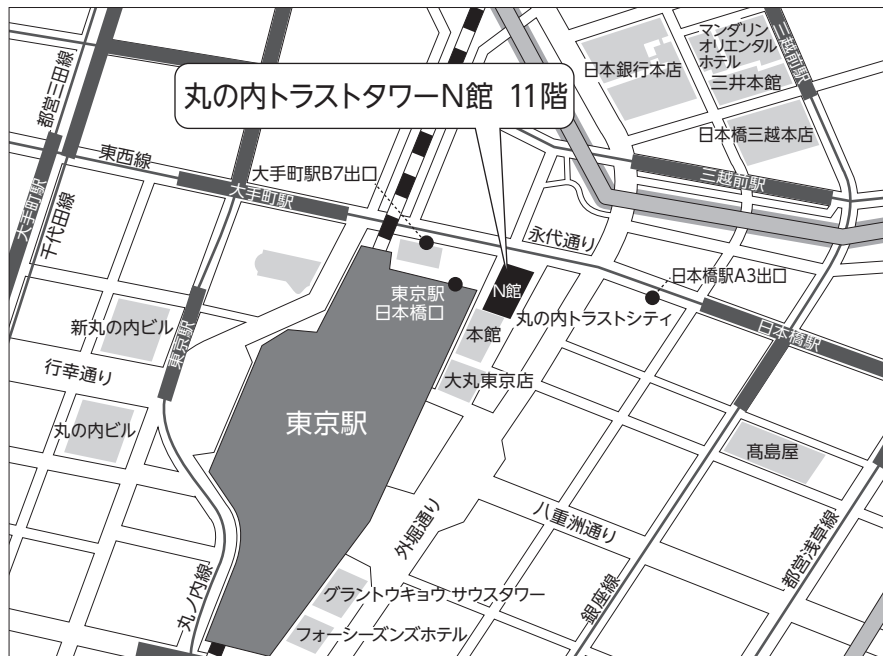 マンダリン
オリエンタル
ホテル
三越前駅
日本銀行本店
三井本館
都営三田線
丸の内トラストタワーN館 11階
日本橋三越本店
東西線
大手町駅B7出口
三越前駅
大手町駅
大手町駅
千代田線
永代通り
日本橋駅A3出口
N館
東京駅
日本橋口
丸の内トラストシティ
新丸の内ビル
東京駅
本館
日本橋駅
行幸通り
大丸東京店
丸の内ビル
東京駅
髙島屋
外堀通り
八重洲通り
都営浅草線
丸ノ内線
銀座線
グラントウキョウ サウスタワー
フォーシーズンズホテル